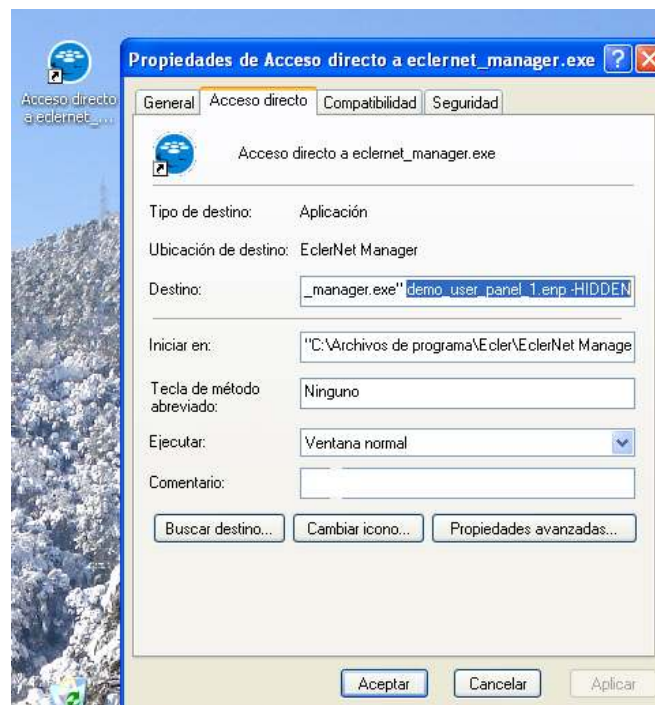 Acceso directo
a eclernet_...
Propiedades de Acceso directo a eclernet_manager.exe
General Acceso directo Compatibilidad Seguridad
Acceso directo a eclernet_manager.exe
Tipo de destino: Aplicación
Ubicación de destino: EclerNet Manager
Destino: _manager.exe" demo_user_panel_1.enp -HIDDEN
Iniciar en: "C:\Archivos de programa\Ecler\EclerNet Manage
Tecla de método
abreviado: Ninguno
Ejecutar: Ventana normal
Comentario:
Buscar destino... Cambiar icono... Propiedades avanzadas...
Aceptar Cancelar Aplicar